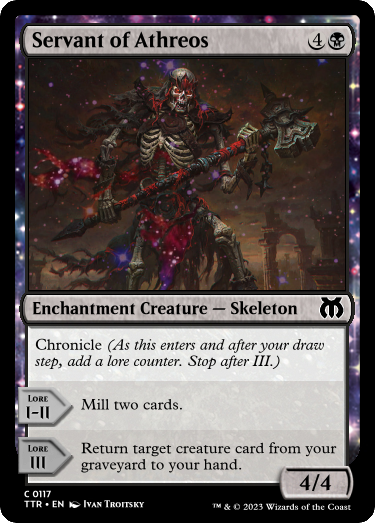 Servant of Athreos 4
Enchantment Creature — Skeleton
Chronicle (As this enters and after your draw
step, add a lore counter. Stop after III.)
LORE
I-II
Mill two cards.
LORE
III
Return target creature card from your
graveyard to your hand.
4/4
C 0117
TTR • EN Ivan Troitsky
™ & © 2023 Wizards of the Coast